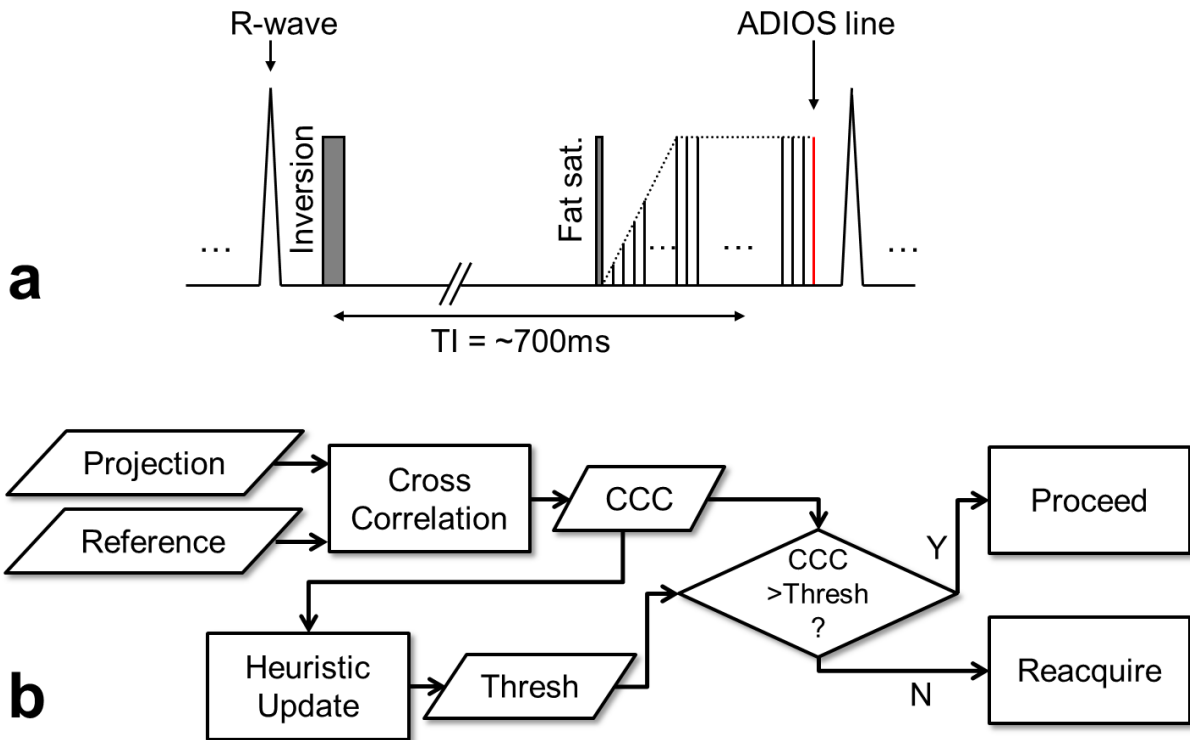 R-wave
ADIOS line
Inversion
Fat sat.
...
...
...
...
a
TI = ~700ms
Projection
Reference
Cross
Correlation
CCC
CCC
>Thresh
?
Y
Proceed
N
Reacquire
Heuristic
Update
Thresh
b